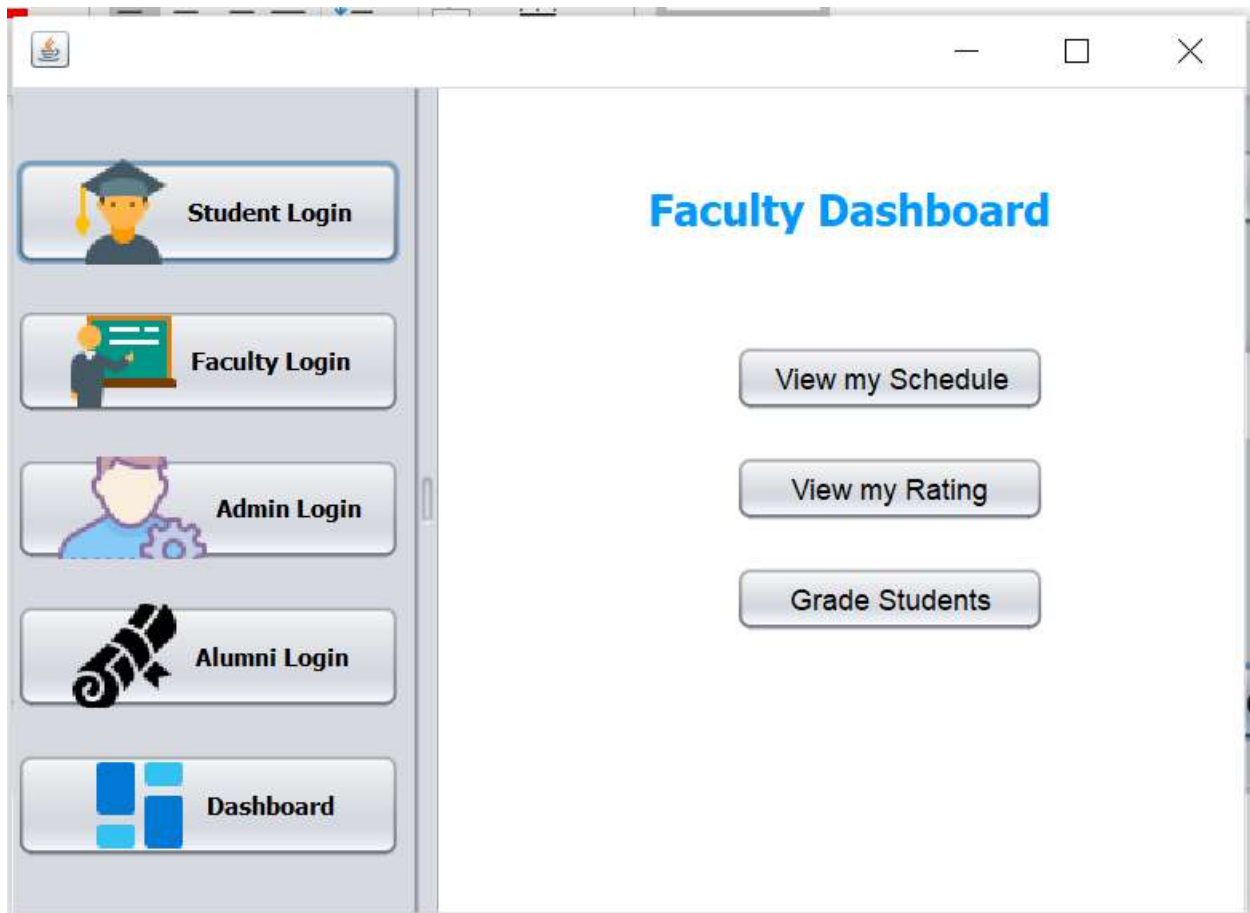 Student Login
Faculty Login
Admin Login
Alumni Login
Dashboard
Faculty Dashboard
View my Schedule
View my Rating
Grade Students